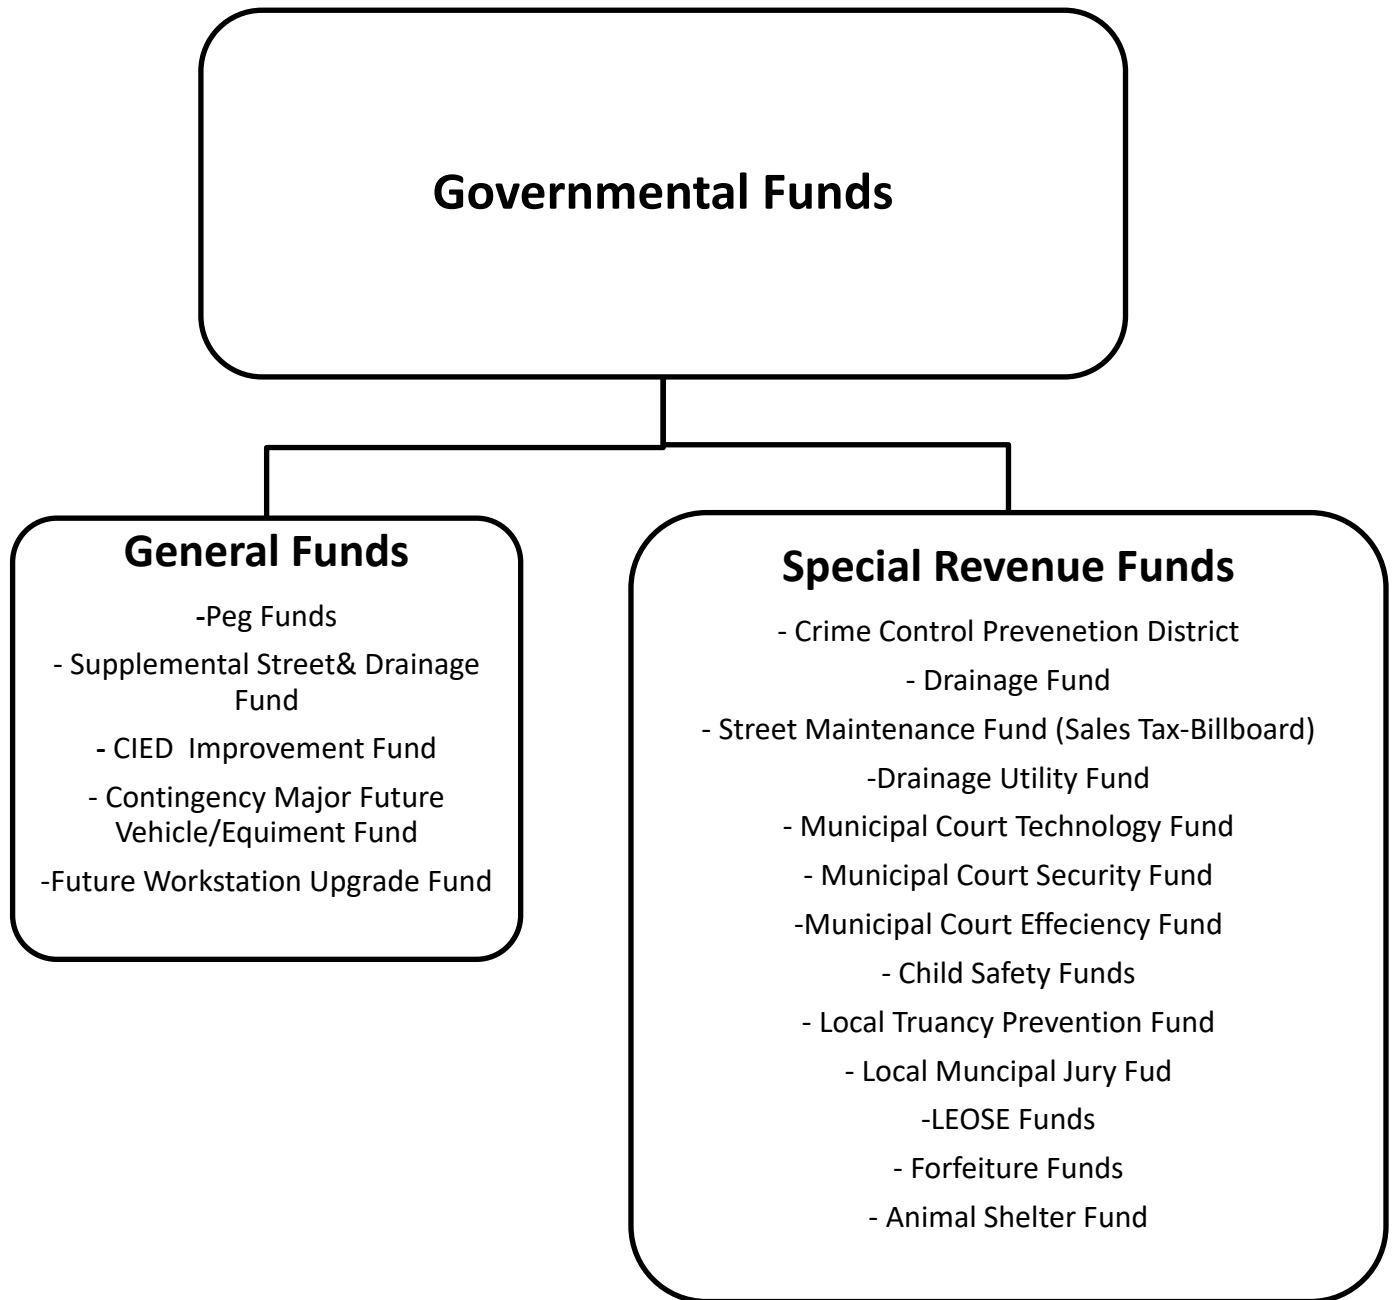 Governmental Funds
General Funds
-Peg Funds
- Supplemental Street& Drainage
Fund
- CIED  Improvement Fund
- Contingency Major Future
Vehicle/Equiment Fund
-Future Workstation Upgrade Fund
Special Revenue Funds
- Crime Control Prevenetion District
- Drainage Fund
- Street Maintenance Fund (Sales Tax-Billboard)
-Drainage Utility Fund
- Municipal Court Technology Fund
- Municipal Court Security Fund
-Municipal Court Effeciency Fund
- Child Safety Funds
- Local Truancy Prevention Fund
- Local Muncipal Jury Fud
-LEOSE Funds
- Forfeiture Funds
- Animal Shelter Fund